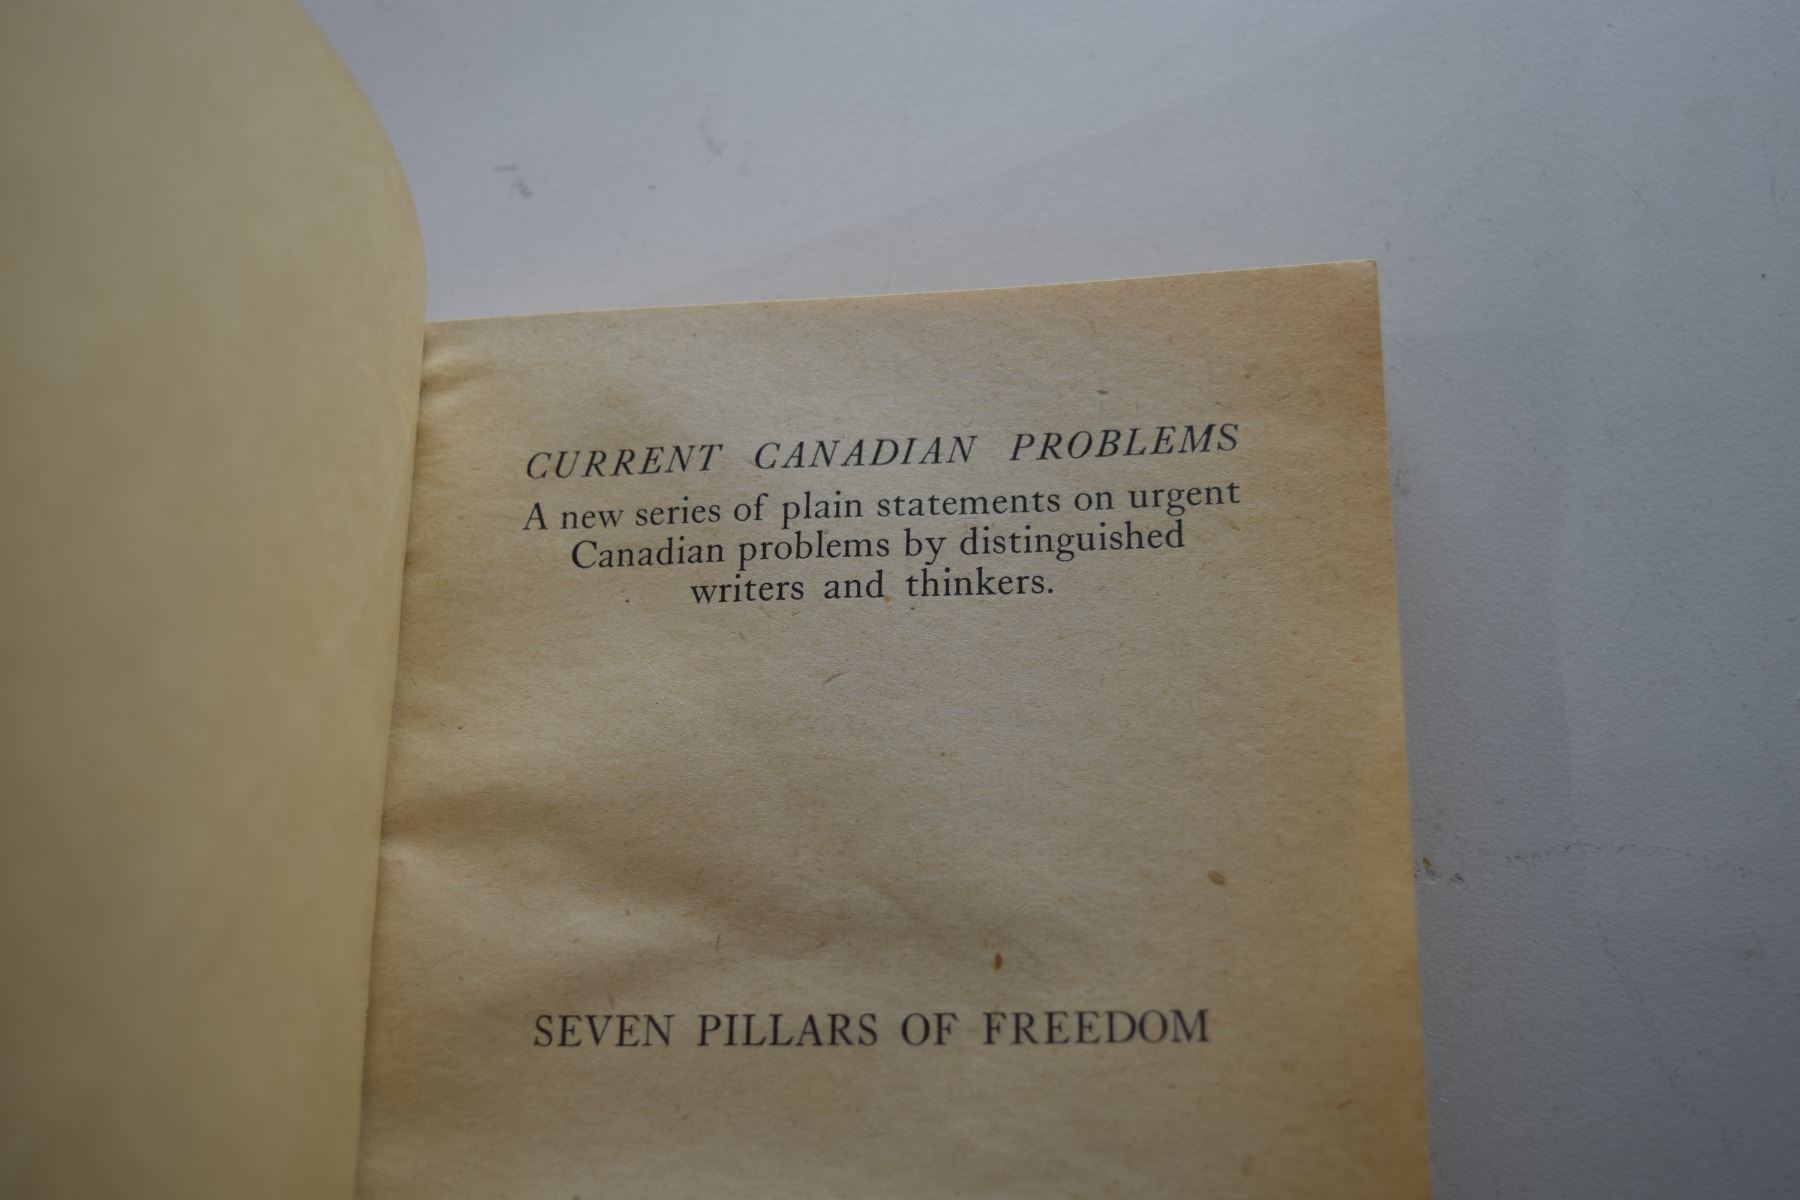 CURRENT CANADIAN PROBLEMS
A new series of plain statements on urgent
Canadian problems by distinguished
writers and thinkers.
SEVEN PILLARS OF FREEDOM